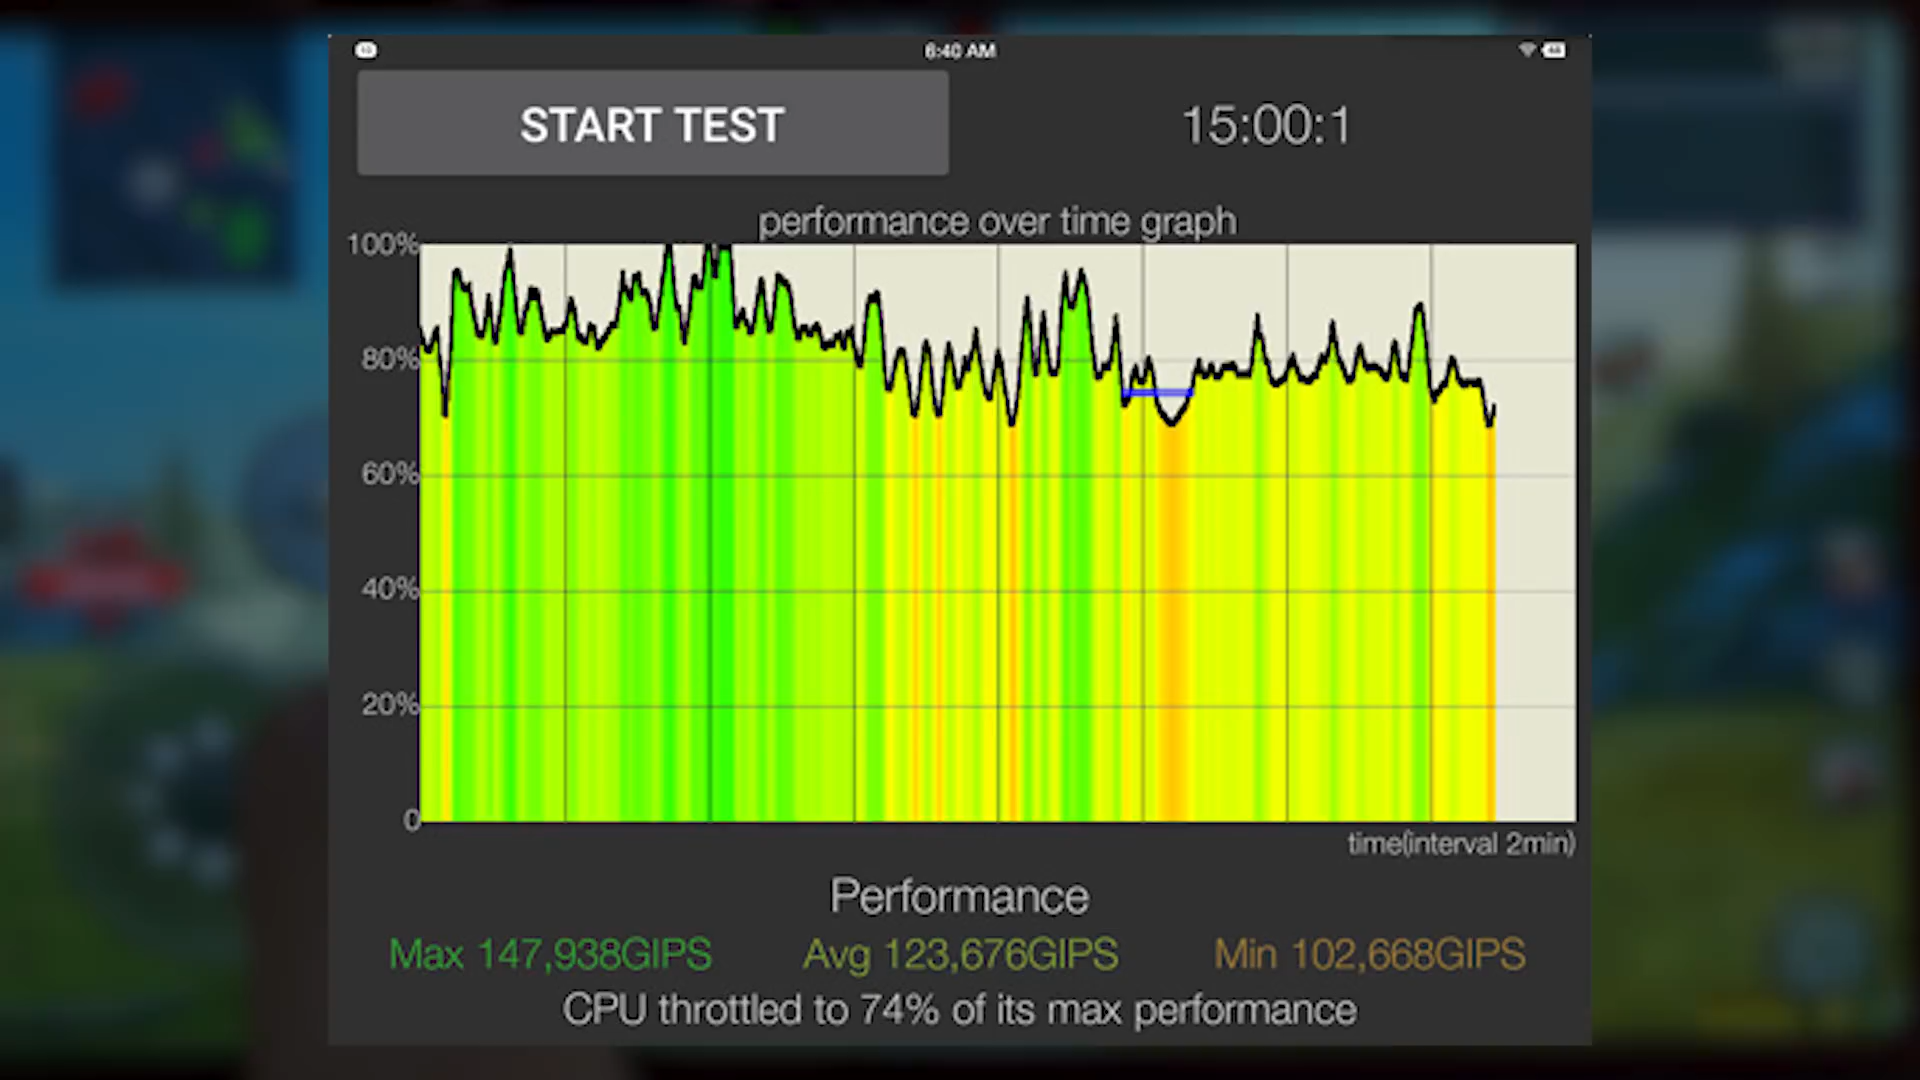 6:40 AM
START TEST
15:00:1
performance over time graph
100%
80%
60%
40%
20%
0
time(interval 2min)
Performance
Max 147,938GIPS
Avg 123,676GIPS
Min 102,668GIPS
CPU throttled to 74% of its max performance